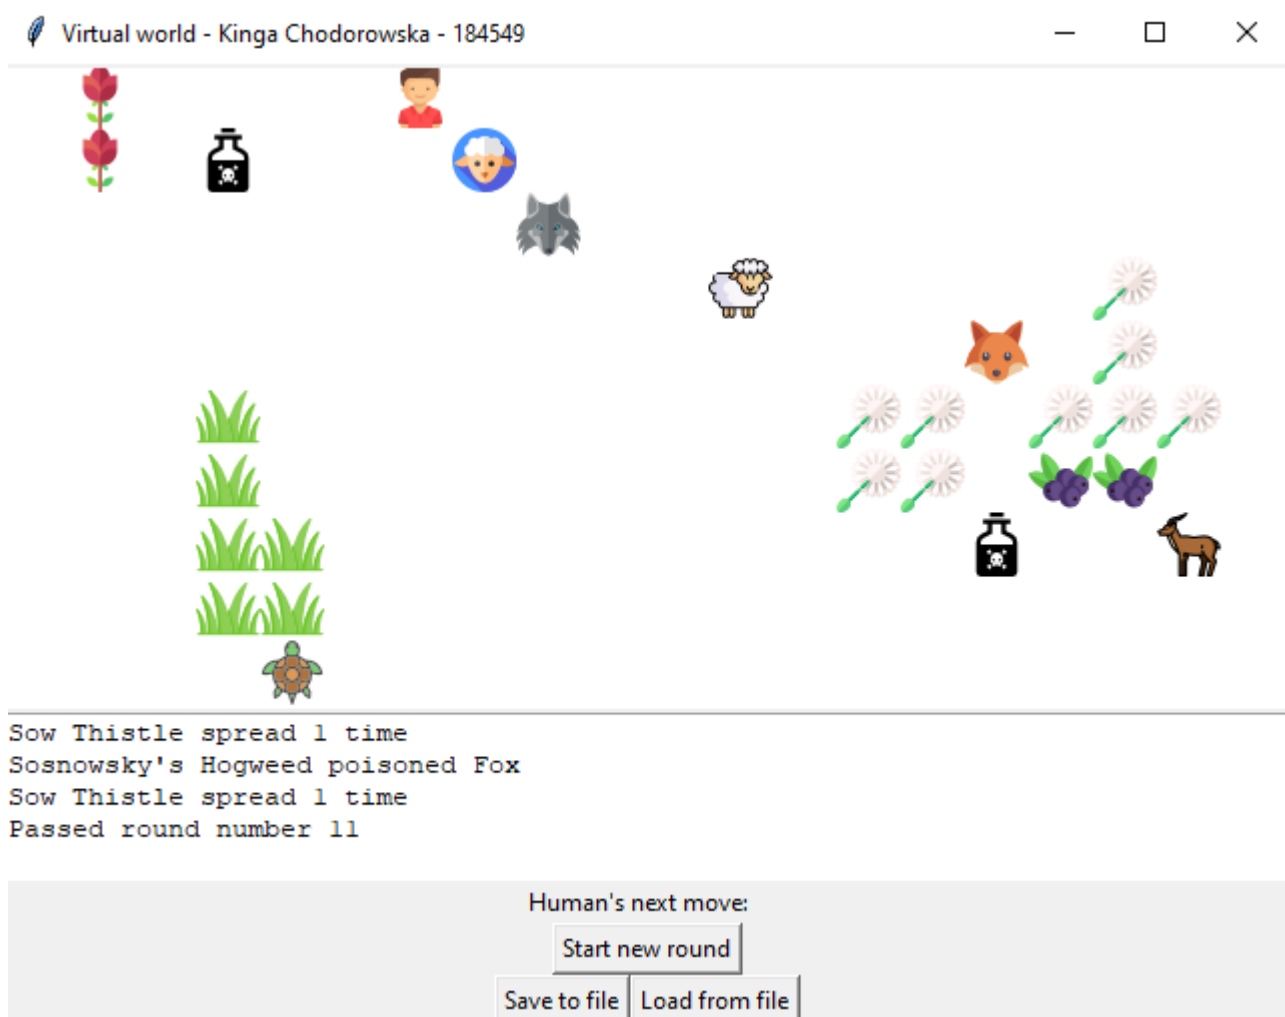 Virtual world - Kinga Chodorowska - 184549
Sow Thistle spread 1 time
Sosnowsky's Hogweed poisoned Fox
Sow Thistle spread 1 time
Passed round number 11
Human's next move:
Start new round
Save to file Load from file